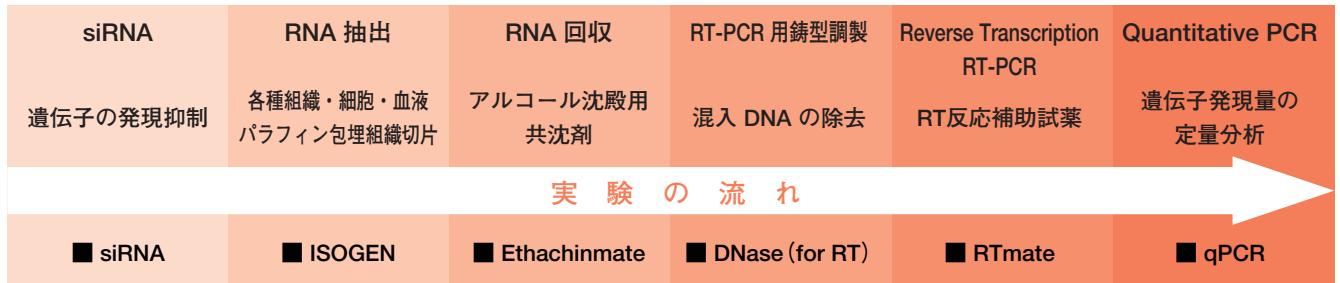 siRNA
遺伝子の発現抑制
RNA 抽出
各種組織・細胞・血液
パラフィン包埋組織切片
RNA 回収
アルコール沈殿用
共沈剤
RT-PCR 用鋳型調製
混入 DNA の除去
Reverse Transcription
RT-PCR
RT反応補助試薬
Quantitative PCR
遺伝子発現量の
定量分析
実験の流れ
■ siRNA
■ ISOGEN
■ Ethachinmate
■ DNase（for RT）
■ RTmate
■ qPCR